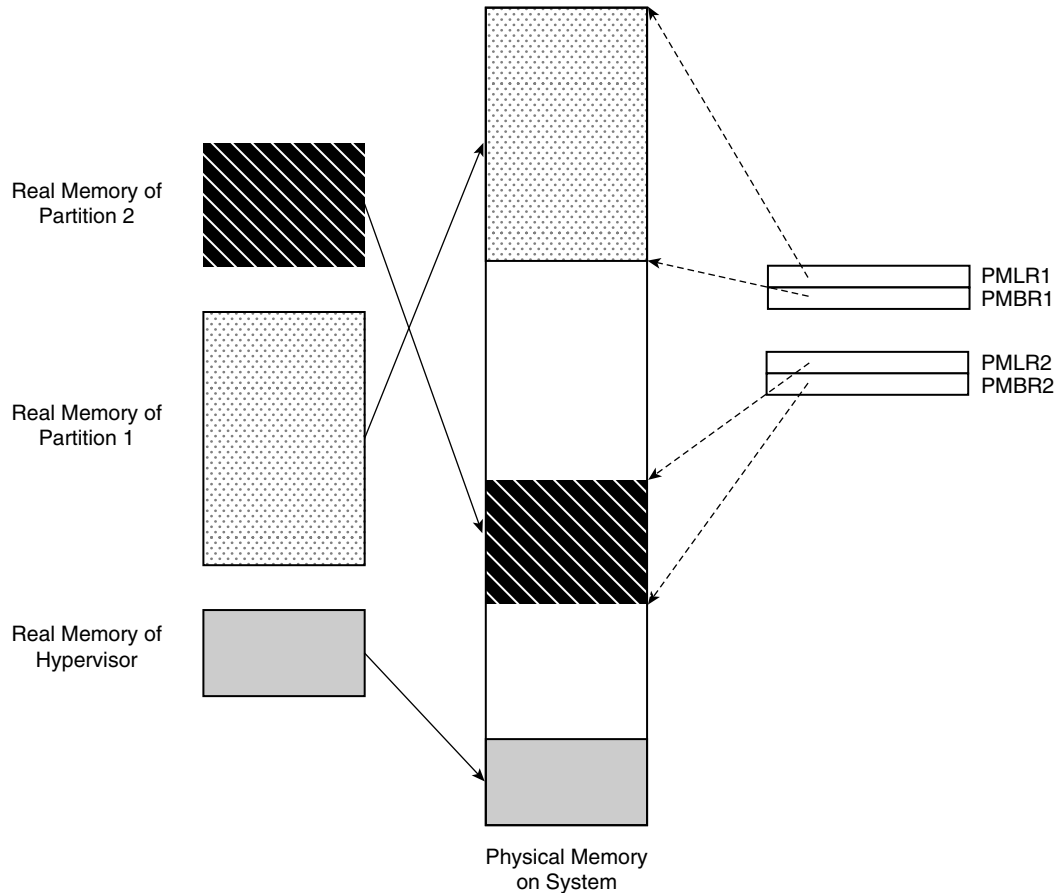 Real Memory of
Partition 2
Real Memory of
Partition 1
Real Memory of
Hypervisor
PMLR1
PMBR1
PMLR2
PMBR2
Physical Memory
on System